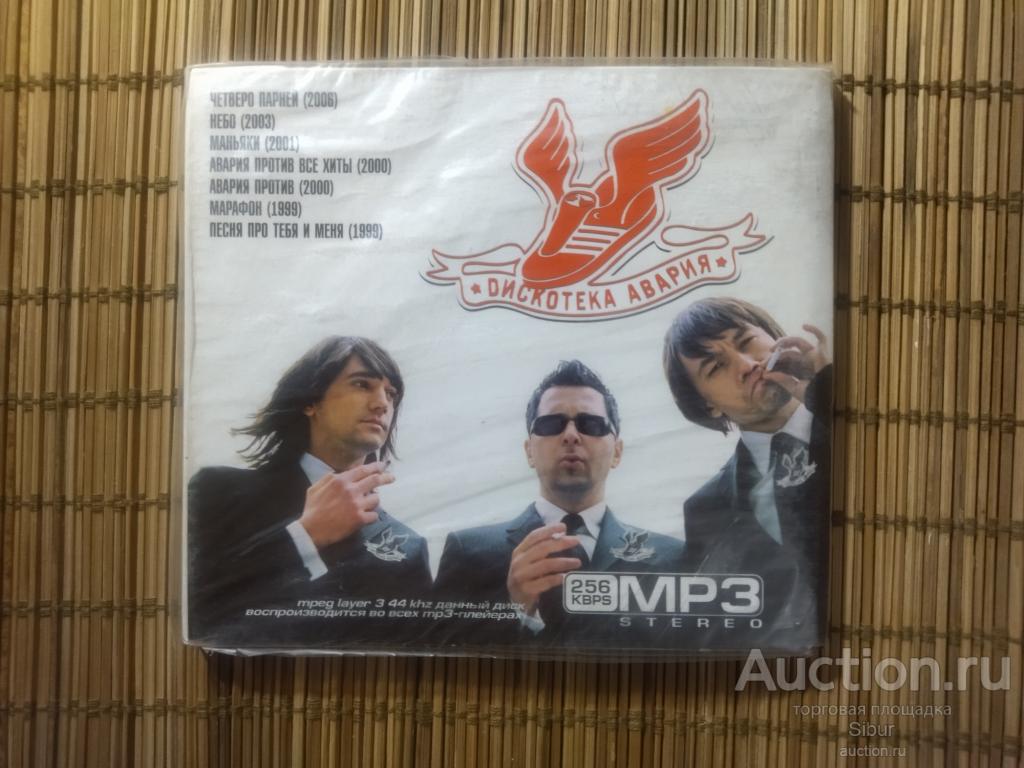 ЧЕТВЕРО ПАРНЕЙ (2006)
НЕБО (2003)
МАНЬЯКИ (2001)
АВАРИЯ ПРОТИВ ВСЕ ХИТЫ (2000)
АВАРИЯ ПРОТИВ (2000)
МАРАФОН (1999)
ПЕСНЯ ПРО ТЕБЯ И МЕНЯ (1999)
DИСКОТЕКА АВАРИЯ
mpeg layer 3 44 khz данный диск
воспроизводится во всех mp3-плейерах
256 KBPS MP3
STEREO
Auction.ru
торговая площадка
Sibur
auction.ru